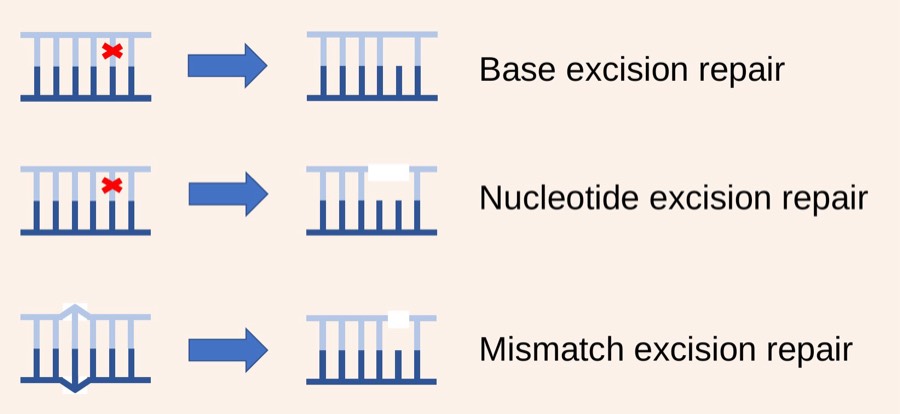 Base excision repair
Nucleotide excision repair
Mismatch excision repair